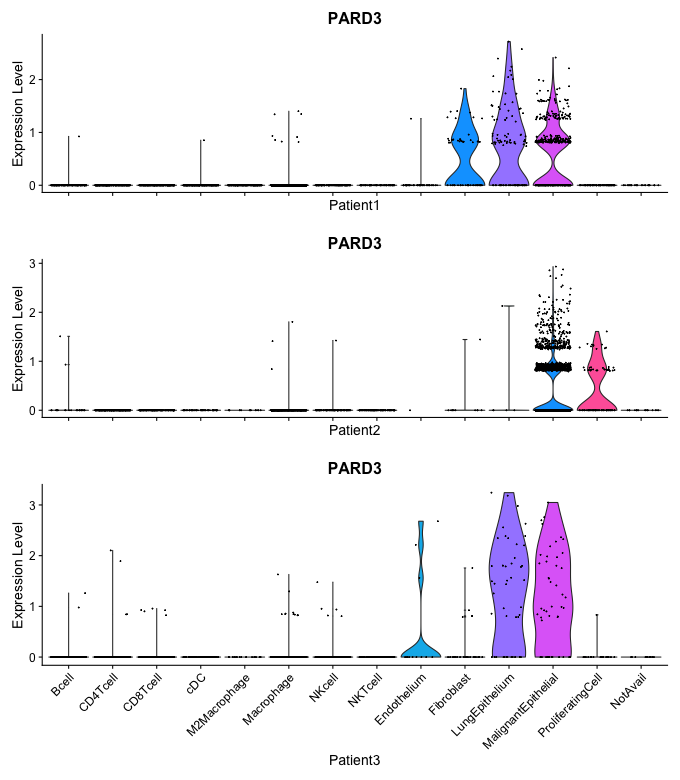 PARD3
Expression Level
2
1
0
Patient1
PARD3
Expression Level
3
2
1
0
Patient2
PARD3
Expression Level
3
2
1
0
Bcell
CD4Tcell
CD8Tcell
cDC
M2Macrophage
Macrophage
NKcell
NKTcell
Endothelium
Fibroblast
LungEpithelium
MalignantEpithelial
ProliferatingCell
NotAvail
Patient3